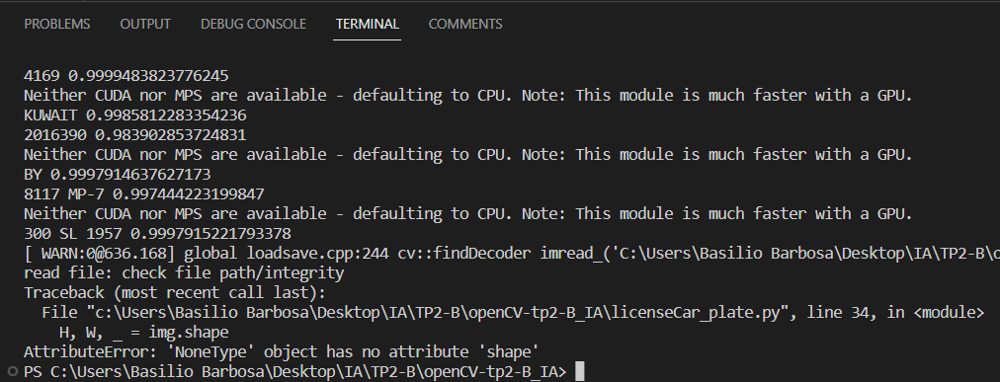 PROBLEMS OUTPUT DEBUG CONSOLE TERMINAL COMMENTS
4169 0.9999483823776245
Neither CUDA nor MPS are available - defaulting to CPU. Note: This module is much faster with a GPU.
KUWAIT 0.9985812283354236
2016390 0.983902853724831
Neither CUDA nor MPS are available - defaulting to CPU. Note: This module is much faster with a GPU.
BY 0.9997914637627173
8117 MP-7 0.997444223199847
Neither CUDA nor MPS are available - defaulting to CPU. Note: This module is much faster with a GPU.
300 SL 1957 0.9997915221793378
[ WARN:0@636.168] global loadsave.cpp:244 cv::findDecoder imread_('C:\Users\Basilio Barbosa\Desktop\IA\TP2-B\o
read file: check file path/integrity
Traceback (most recent call last):
  File "c:\Users\Basilio Barbosa\Desktop\IA\TP2-B\openCV-tp2-B_IA\licenseCar_plate.py", line 34, in <module>
    H, W, _ = img.shape
AttributeError: 'NoneType' object has no attribute 'shape'
PS C:\Users\Basilio Barbosa\Desktop\IA\TP2-B\openCV-tp2-B_IA>